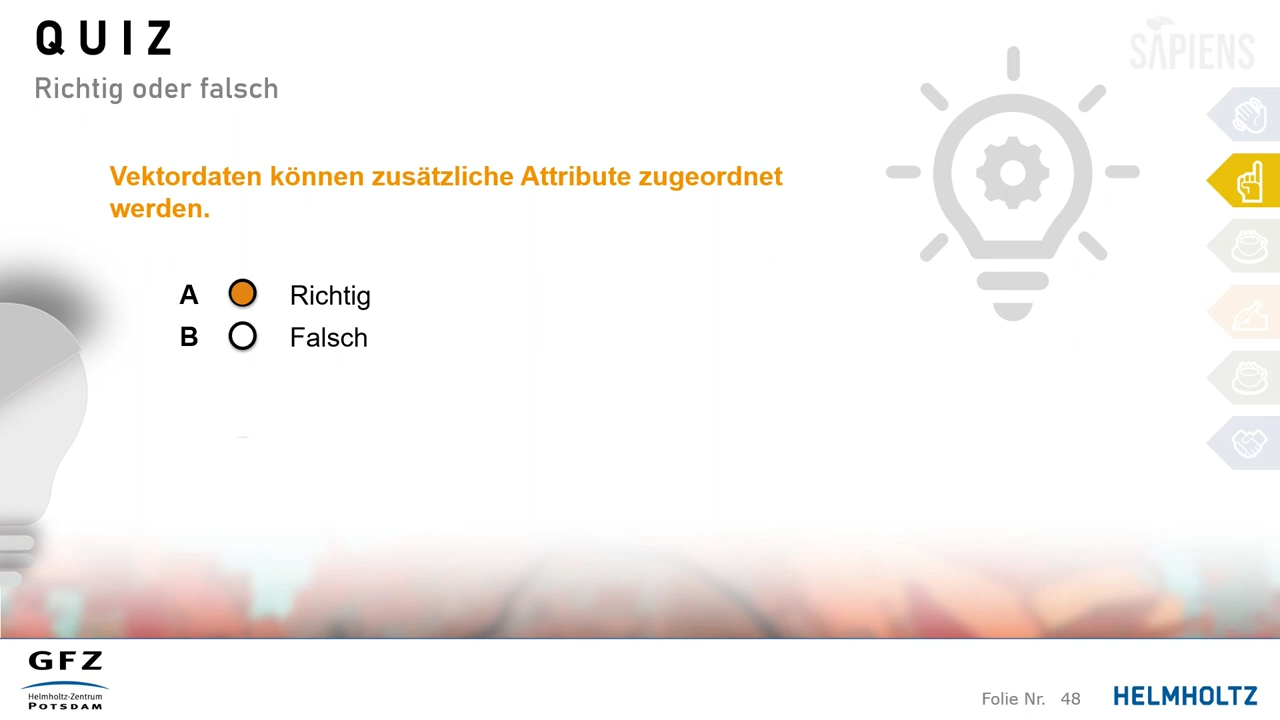 QUIZ
Richtig oder falsch
SAPIENS
Vektordaten können zusätzliche Attribute zugeordnet
werden.
A Richtig
B Falsch
GFZ
Helmholtz-Zentrum
POTSDAM
Folie Nr. 48
HELMHOLTZ